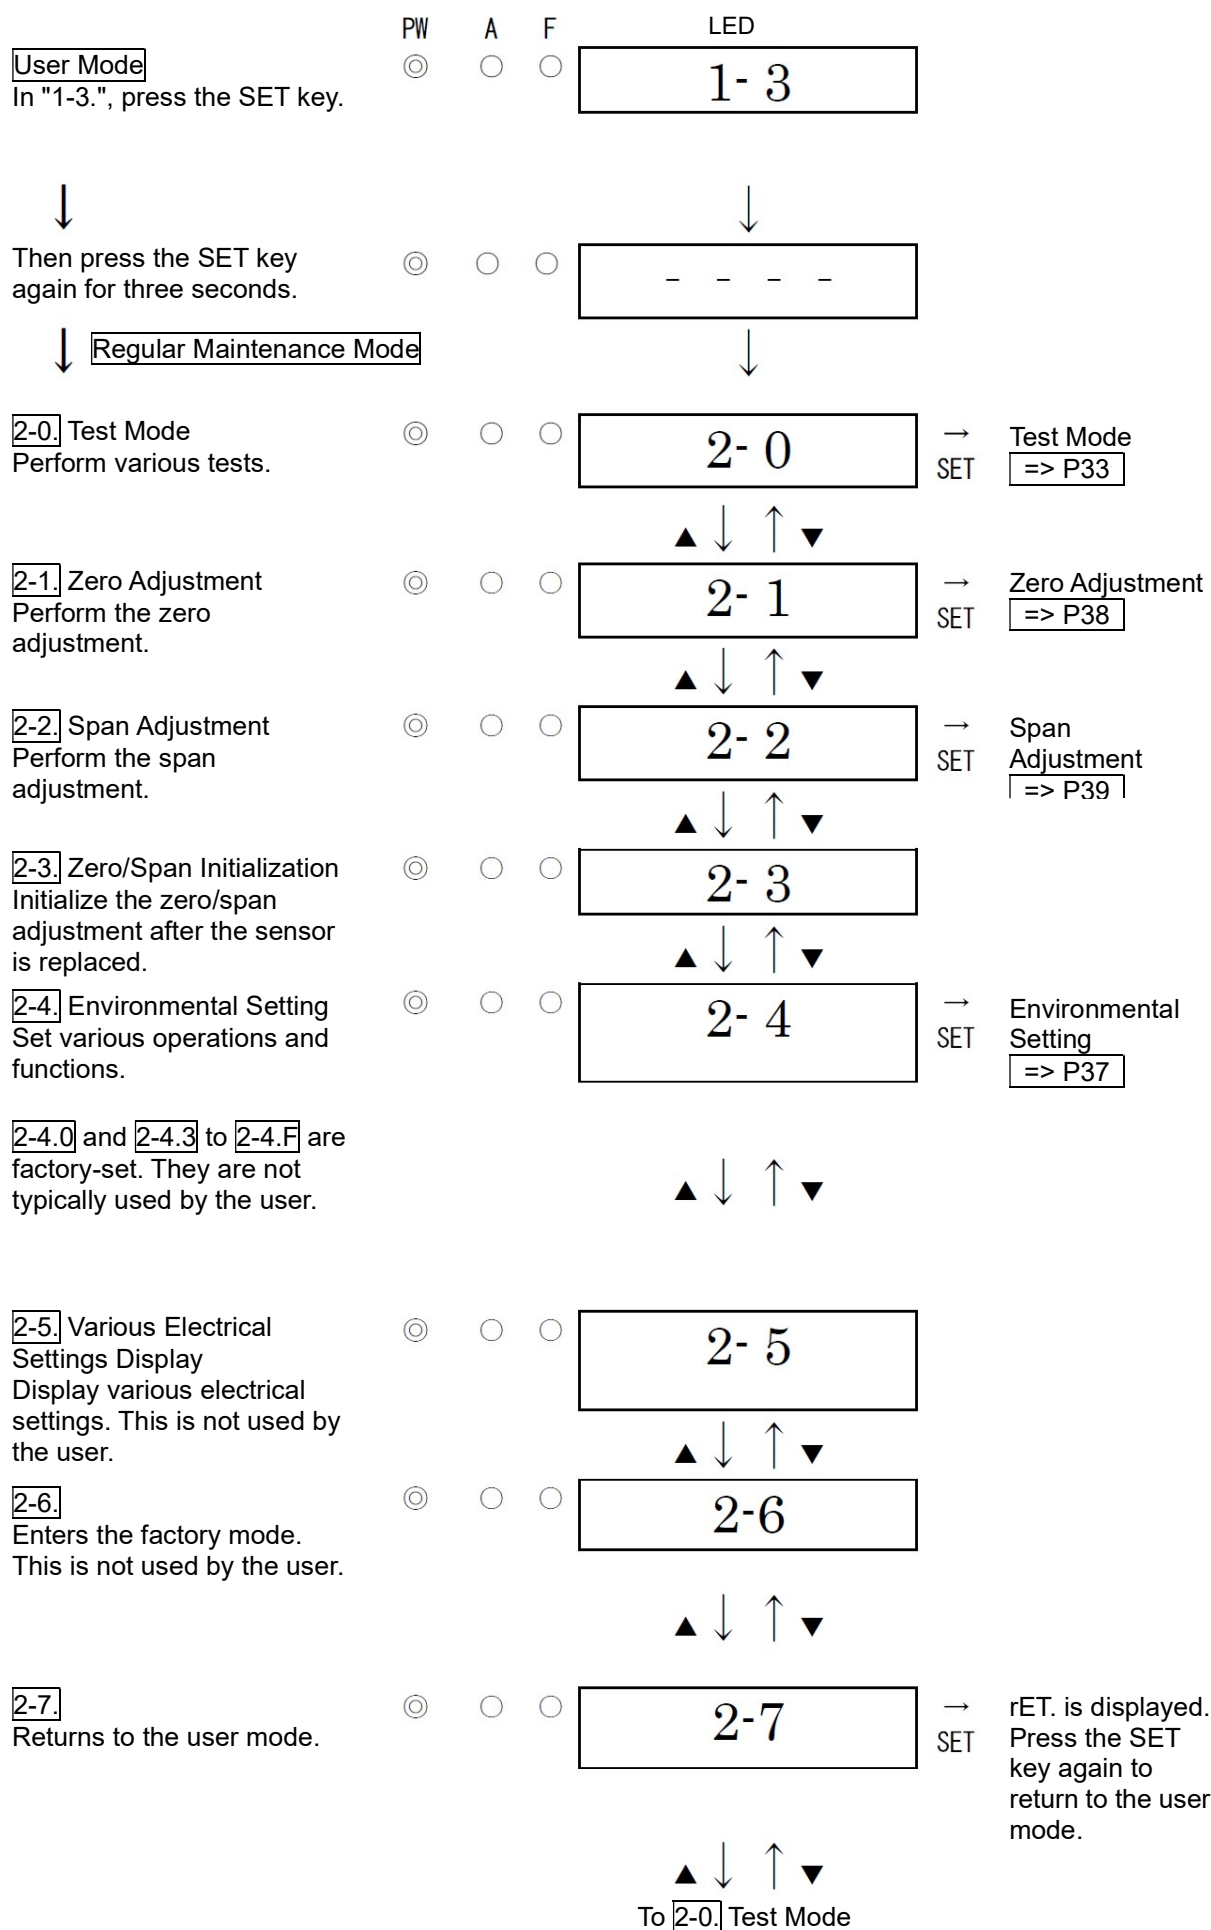 PW A F LED
User Mode
In "1-3.", press the SET key.
1- 3
↓ ↓
Then press the SET key
again for three seconds.
- - - -
↓ Regular Maintenance Mode ↓
2-0. Test Mode
Perform various tests.
2- 0
→ Test Mode
SET => P33
▲ ↓ ↑ ▼
2-1. Zero Adjustment
Perform the zero
adjustment.
2- 1
→ Zero Adjustment
SET => P38
▲ ↓ ↑ ▼
2-2. Span Adjustment
Perform the span
adjustment.
2- 2
→ Span
SET Adjustment
=> P39
▲ ↓ ↑ ▼
2-3. Zero/Span Initialization
Initialize the zero/span
adjustment after the sensor
is replaced.
2- 3
▲ ↓ ↑ ▼
2-4. Environmental Setting
Set various operations and
functions.
2- 4
→ Environmental
SET Setting
=> P37
2-4.0 and 2-4.3 to 2-4.F are
factory-set. They are not
typically used by the user.
▲ ↓ ↑ ▼
2-5. Various Electrical
Settings Display
Display various electrical
settings. This is not used by
the user.
2- 5
▲ ↓ ↑ ▼
2-6.
Enters the factory mode.
This is not used by the user.
2-6
▲ ↓ ↑ ▼
2-7.
Returns to the user mode.
2-7
→ rET. is displayed.
SET Press the SET
key again to
return to the user
mode.
▲ ↓ ↑ ▼
To 2-0. Test Mode